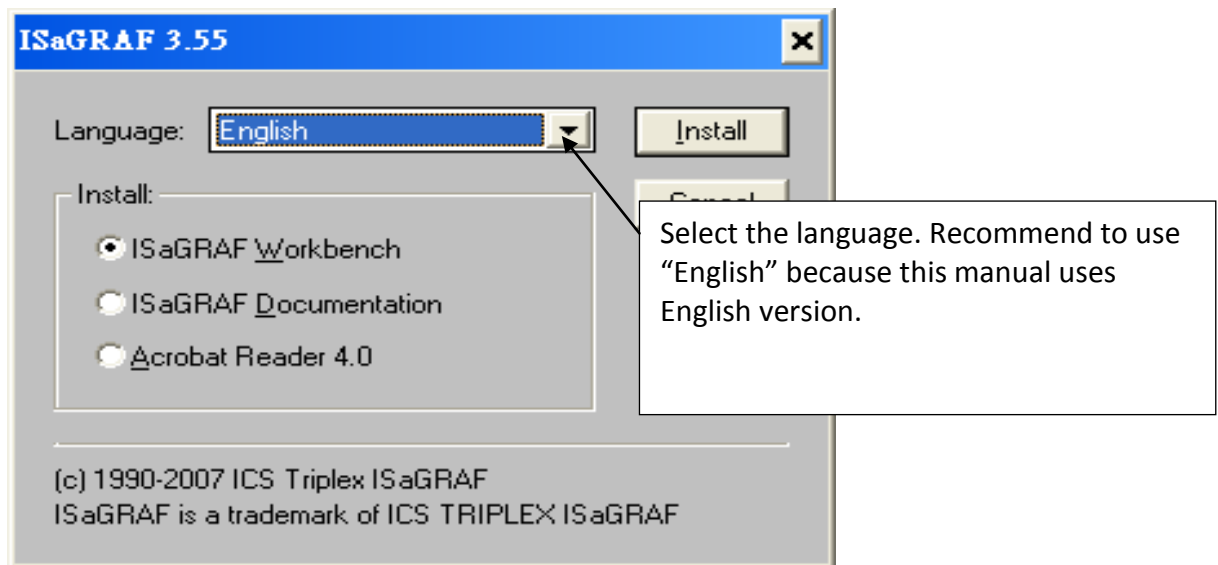 ISaGRAF 3.55
Language: English Install
Install:
Cancel
ISaGRAF Workbench
ISaGRAF Documentation
Acrobat Reader 4.0
Select the language. Recommend to use
“English” because this manual uses
English version.
(c) 1990-2007 ICS Triplex ISaGRAF
ISaGRAF is a trademark of ICS TRIPLEX ISaGRAF